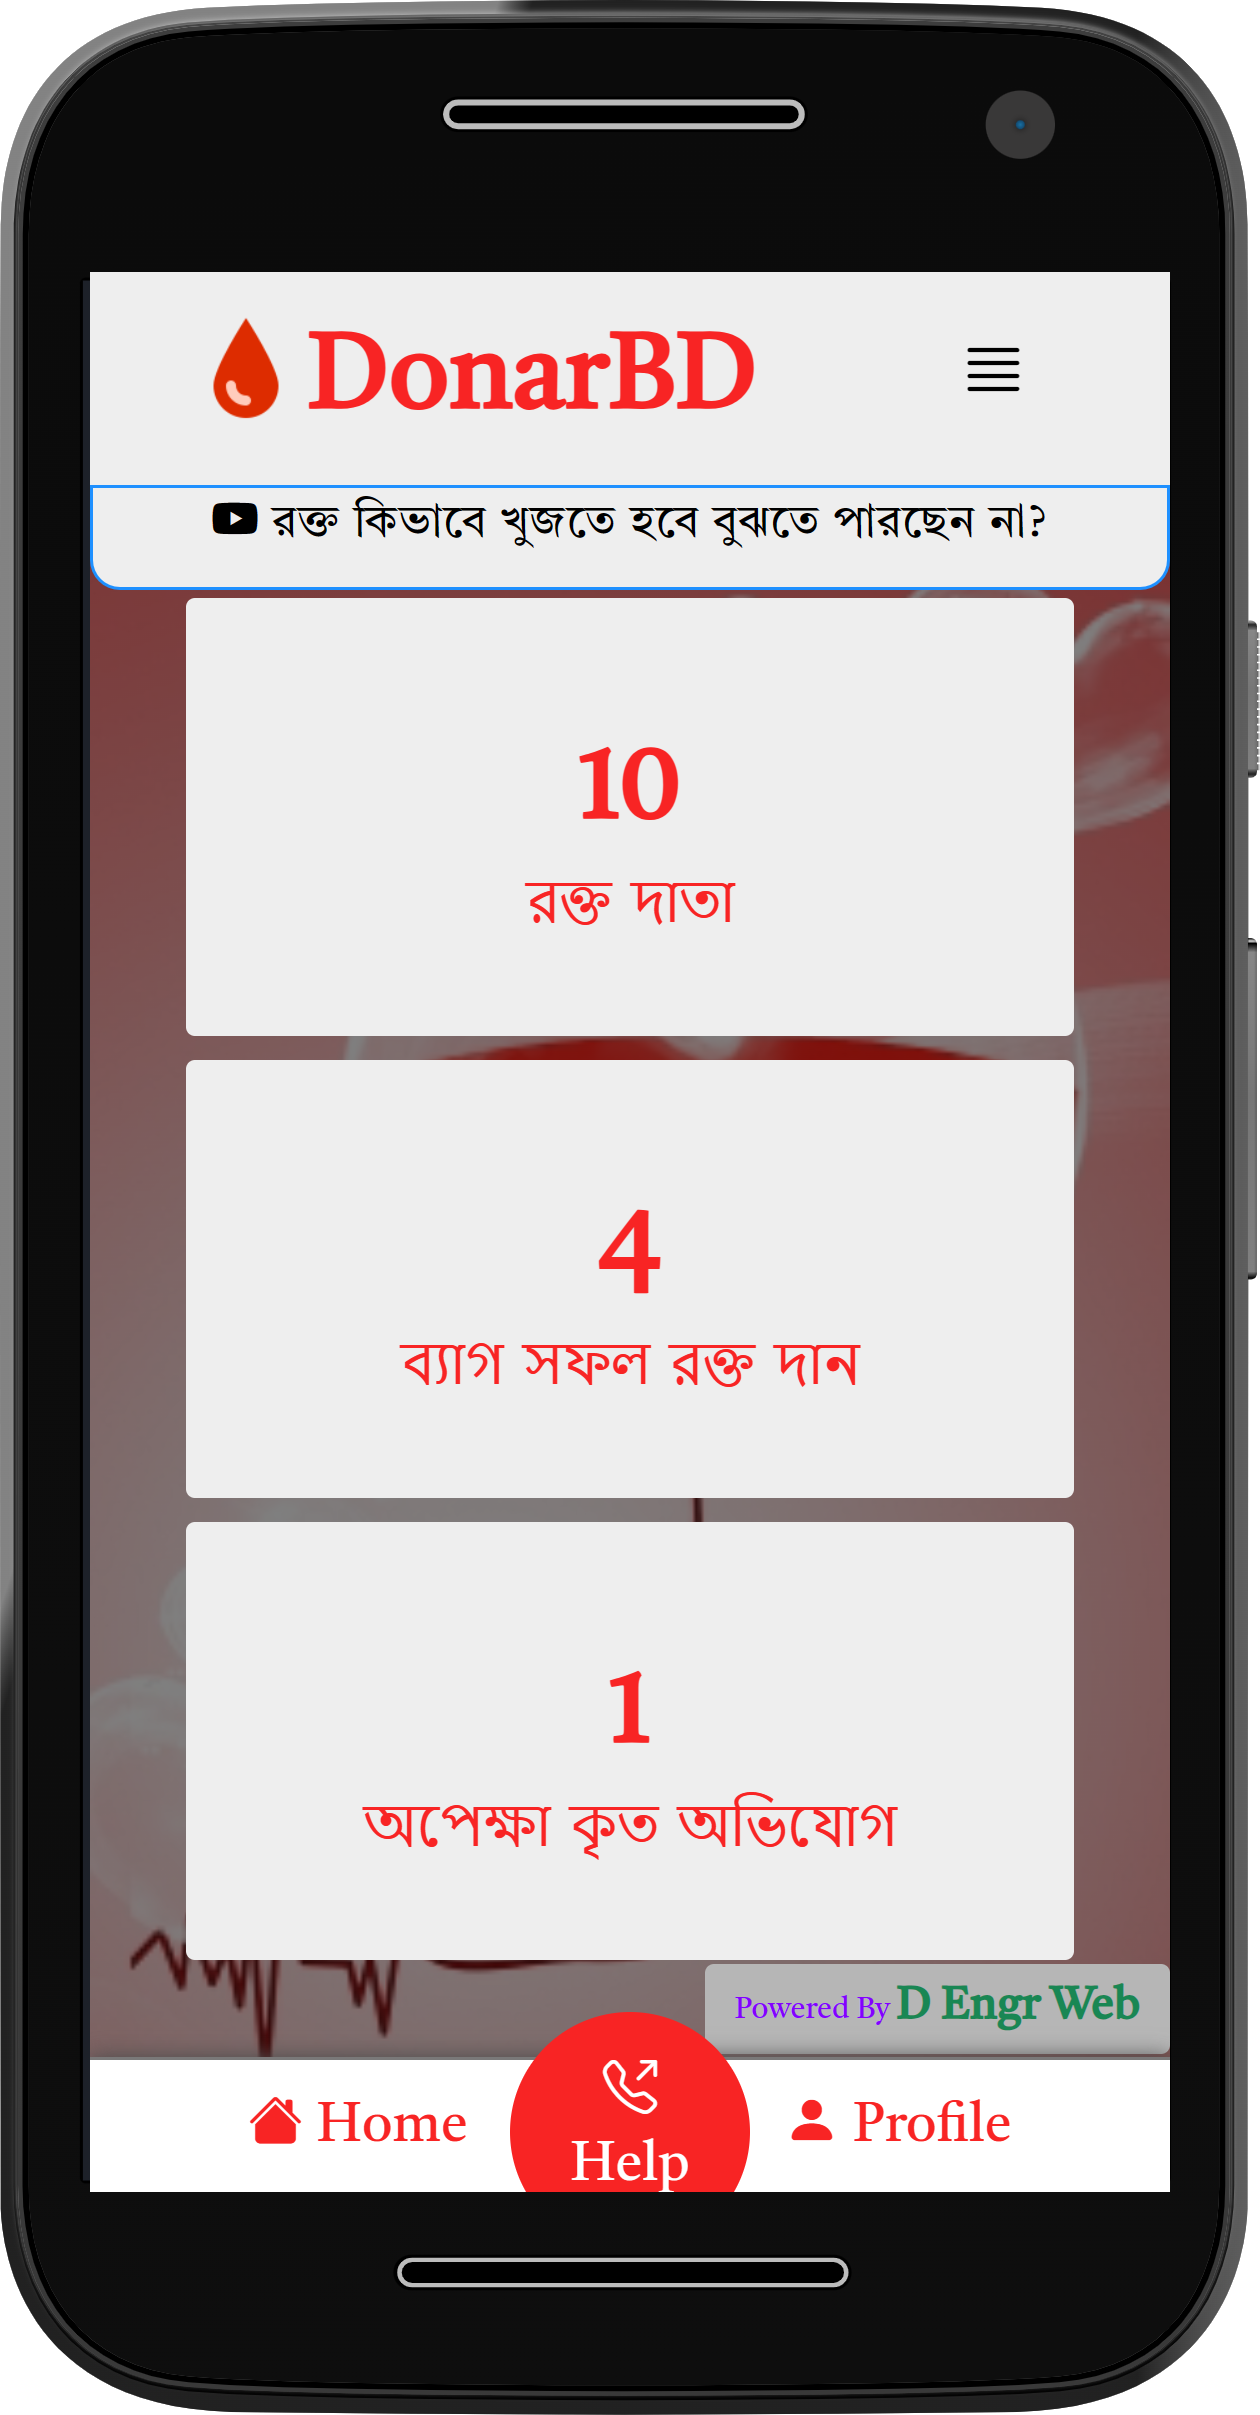 DonarBD
রক্ত কিভাবে খুজতে হবে বুঝতে পারছেন না?
10
রক্ত দাতা
4
ব্যাগ সফল রক্ত দান
1
অপেক্ষা কৃত অভিযোগ
Powered By D Engr Web
Home
Help
Profile